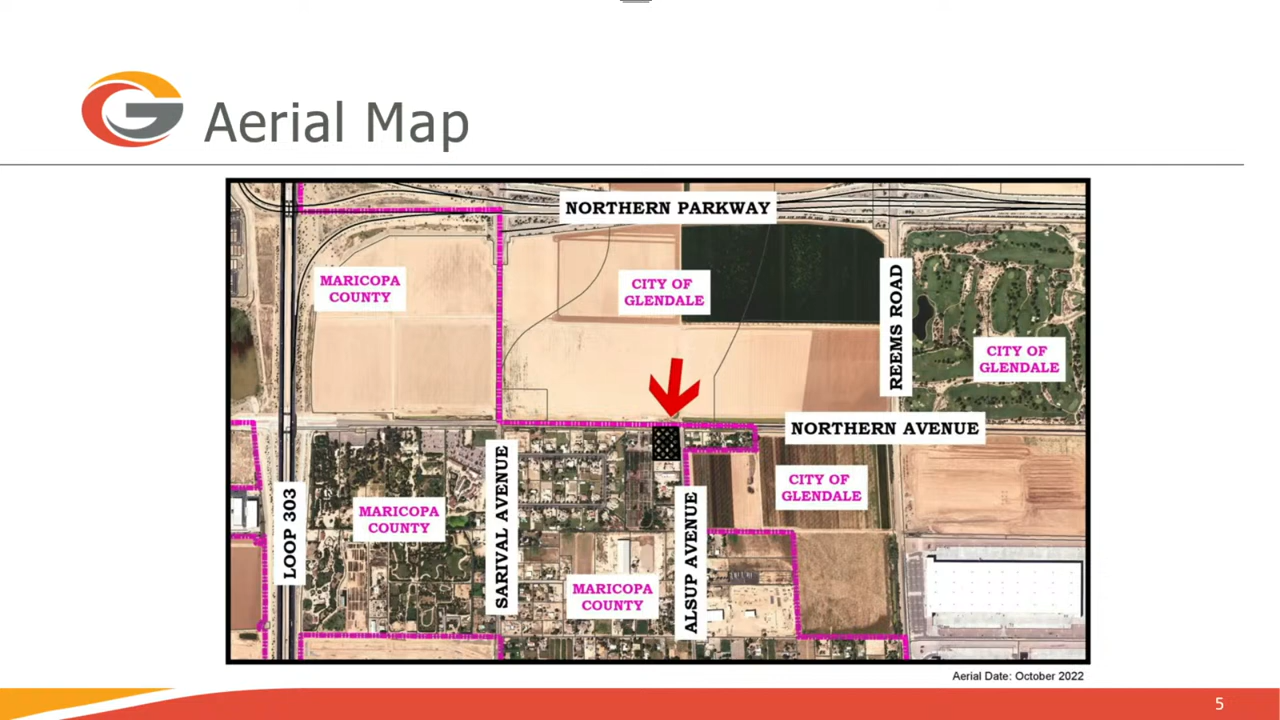 Aerial Map
NORTHERN PARKWAY
MARICOPA
COUNTY
CITY OF
GLENDALE
REEMS ROAD
CITY OF
GLENDALE
NORTHERN AVENUE
LOOP 303
MARICOPA
COUNTY
SARIVAL AVENUE
MARICOPA
COUNTY
ALSUP AVENUE
CITY OF
GLENDALE
Aerial Date: October 2022
5